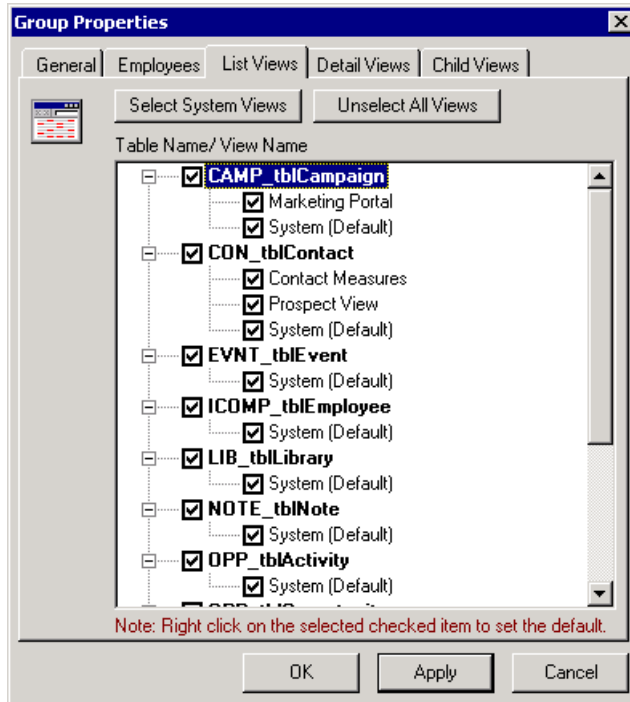 Group Properties
General Employees List Views Detail Views Child Views
Select System Views Unselect All Views
Table Name/ View Name
CAMP_tblCampaign
Marketing Portal
System (Default)
CON_tblContact
Contact Measures
Prospect View
System (Default)
EVNT_tblEvent
System (Default)
ICOMP_tblEmployee
System (Default)
LIB_tblLibrary
System (Default)
NOTE_tblNote
System (Default)
OPP_tblActivity
System (Default)
Note: Right click on the selected checked item to set the default.
OK Apply Cancel